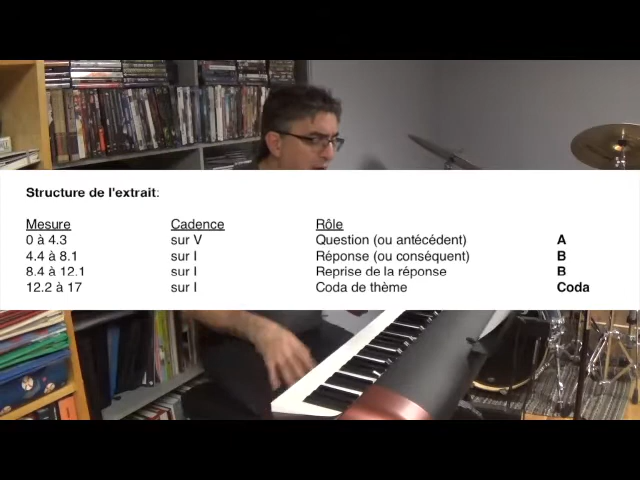 Structure de l'extrait:
Mesure Cadence Rôle
0 à 4.3 sur V Question (ou antécédent) A
4.4 à 8.1 sur I Réponse (ou conséquent) B
8.4 à 12.1 sur I Reprise de la réponse B
12.2 à 17 sur I Coda de thème Coda